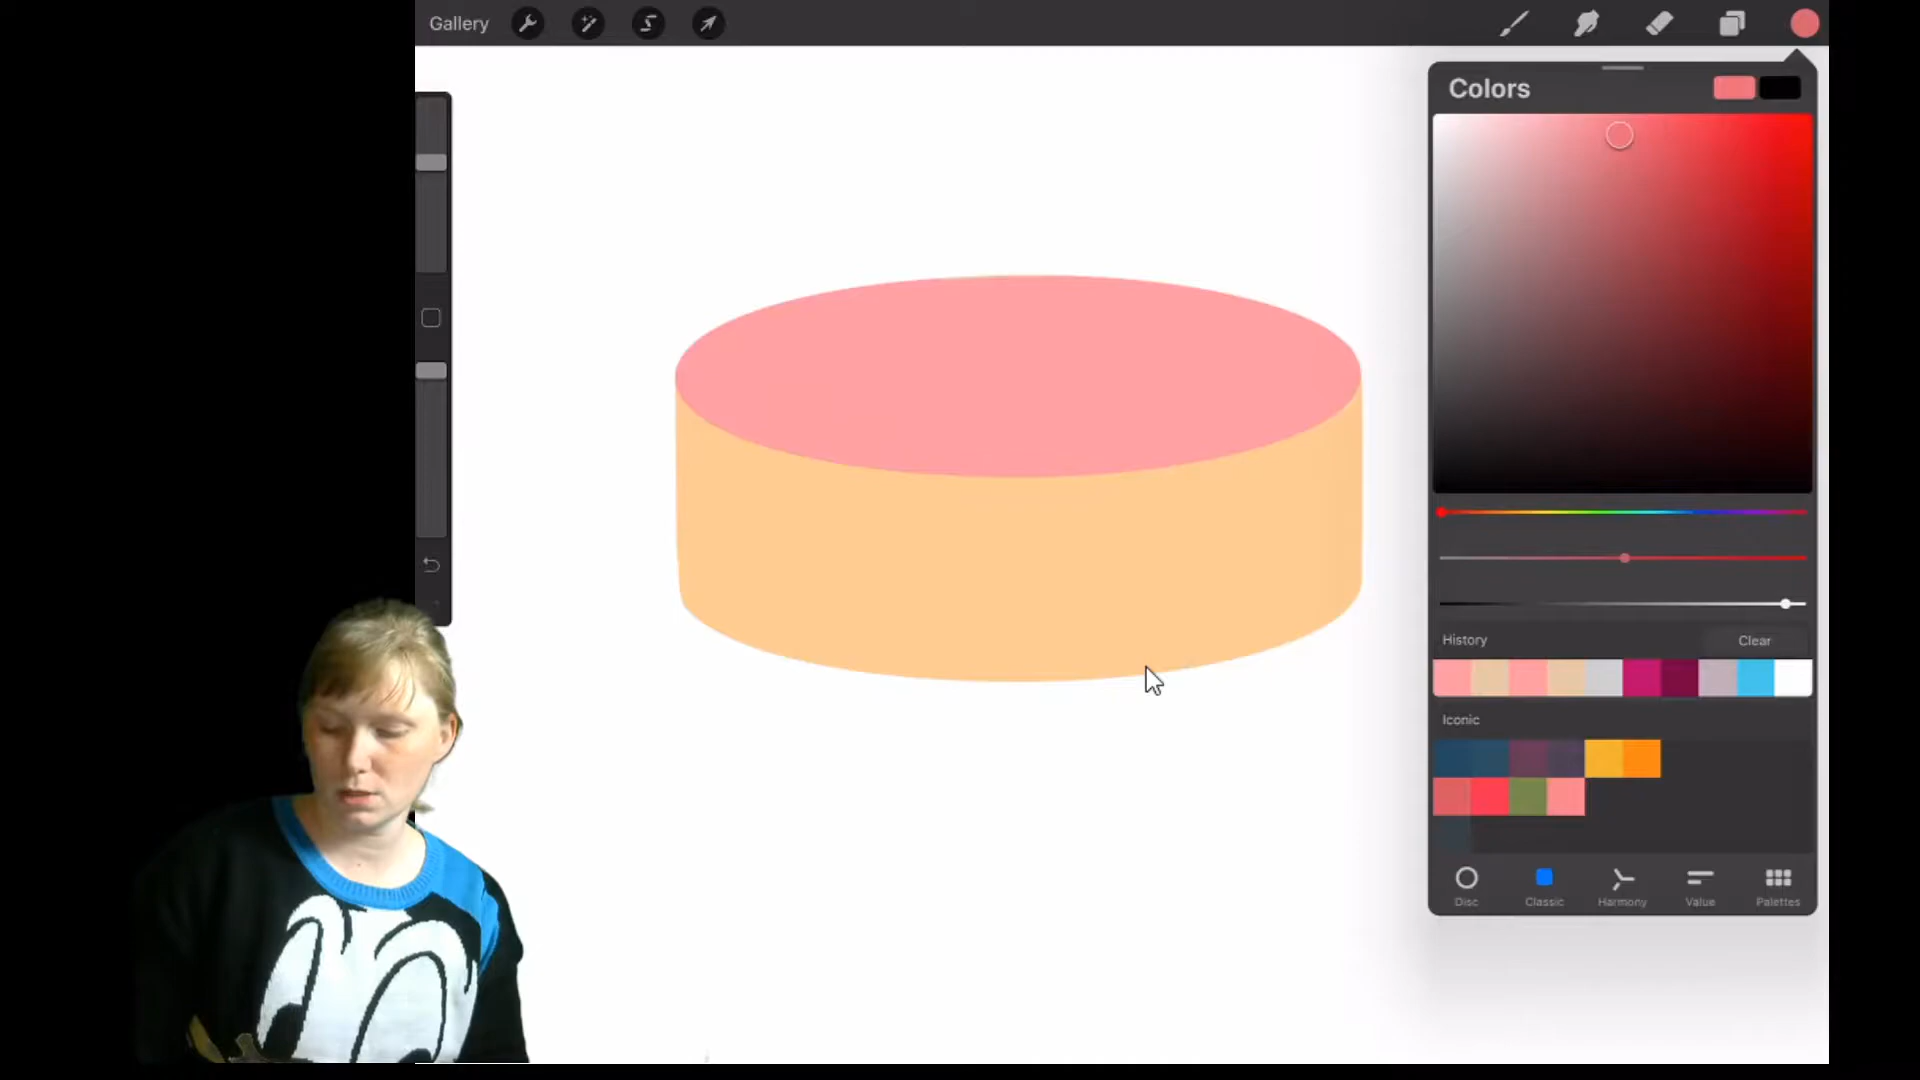 Gallery
Colors
History
Clear
Iconic
Disc
Classic
Harmony
Value
Palettes